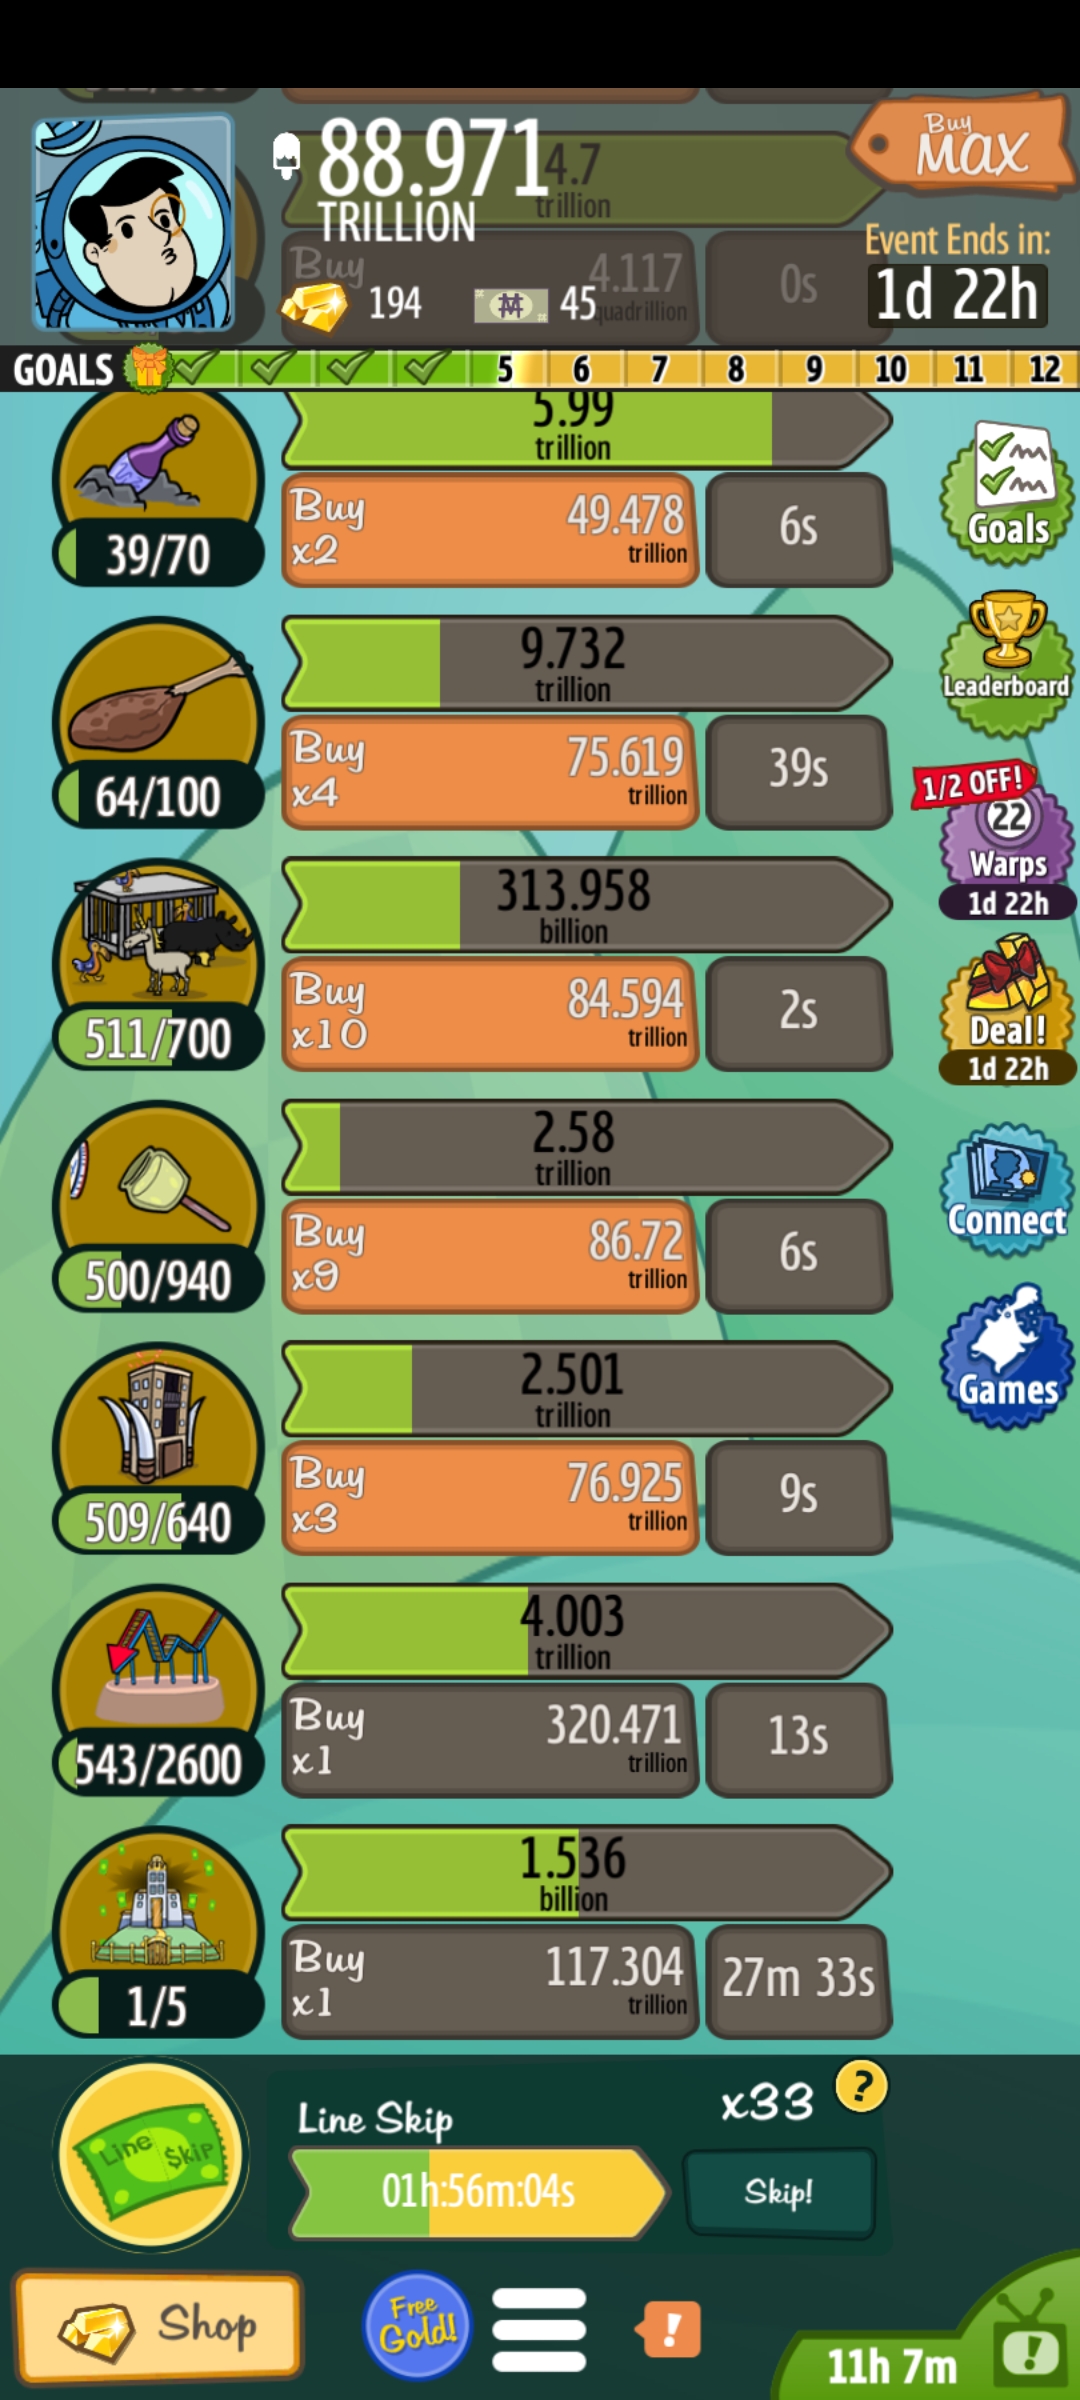 88.971
TRILLION
4.7
trillion
Buy
MAX
Event Ends in:
1d 22h
Buy
4.117
quadrillion
0s
194
45
GOALS
5
6
7
8
9
10
11
12
5.99
trillion
39/70
Buy
x2
49.478
trillion
6s
Goals
9.732
trillion
64/100
Buy
x4
75.619
trillion
39s
Leaderboard
1/2 OFF!
22
Warps
1d 22h
313.958
billion
511/700
Buy
x10
84.594
trillion
2s
Deal!
1d 22h
2.58
trillion
500/940
Buy
x9
86.72
trillion
6s
Connect
2.501
trillion
509/640
Buy
x3
76.925
trillion
9s
Games
4.003
trillion
543/2600
Buy
x1
320.471
trillion
13s
1.536
billion
1/5
Buy
x1
117.304
trillion
27m 33s
Line $kip
Line Skip
x33
?
01h:56m:04s
Skip!
Shop
Free
Gold!
!
11h 7m
!